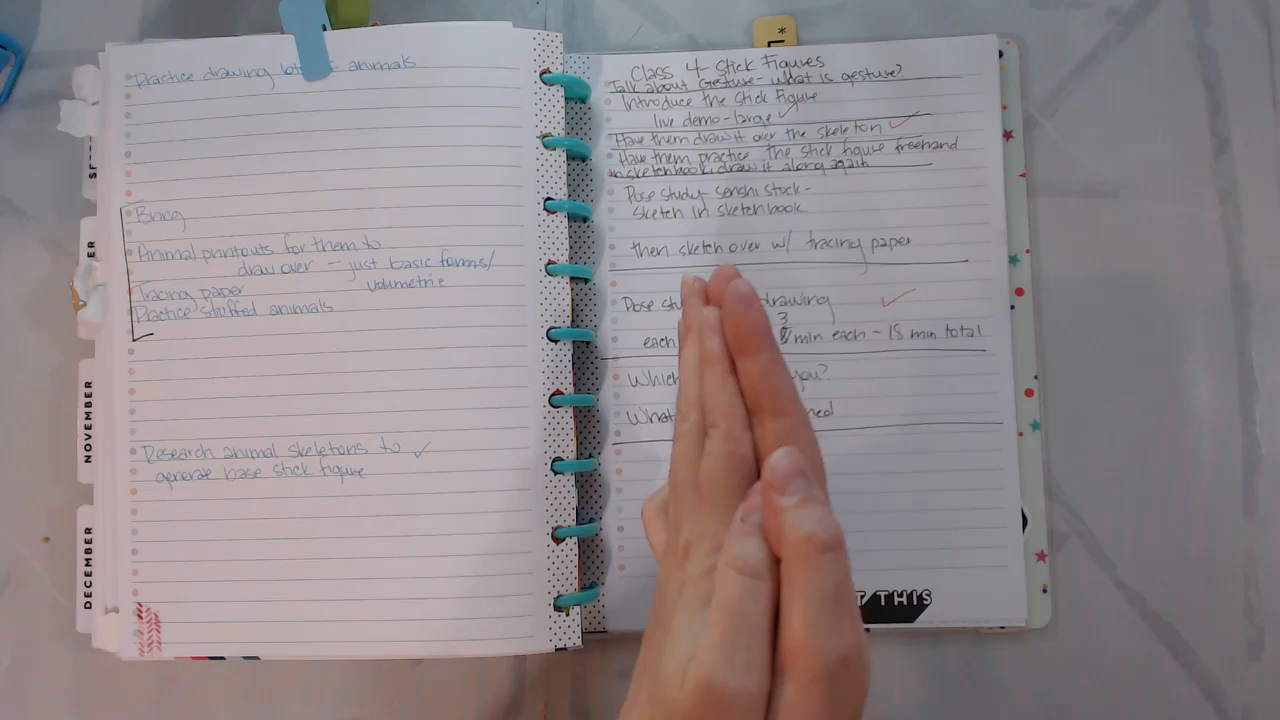 Practice drawing lots of animals
Bring
Animal printouts for them to
draw over - just basic forms/
volumetric
Tracing paper
Practice stuffed animals
Research animal skeletons to ✓
generate base stick figure
NOVEMBER
DECEMBER
Class 4 - Stick Figures
Talk about Gesture - what is gesture?
Introduce the stick figure
live demo - large ✓
Have them draw it over the skeleton ✓
Have them practice the stick figure freehand
in sketchbook, draw it along again
Pose study - senshi stock -
Sketch in sketchbook
then sketch over w/ tracing paper
Pose drawing ✓
3
each min each - 18 min total
Which you?
What
THIS